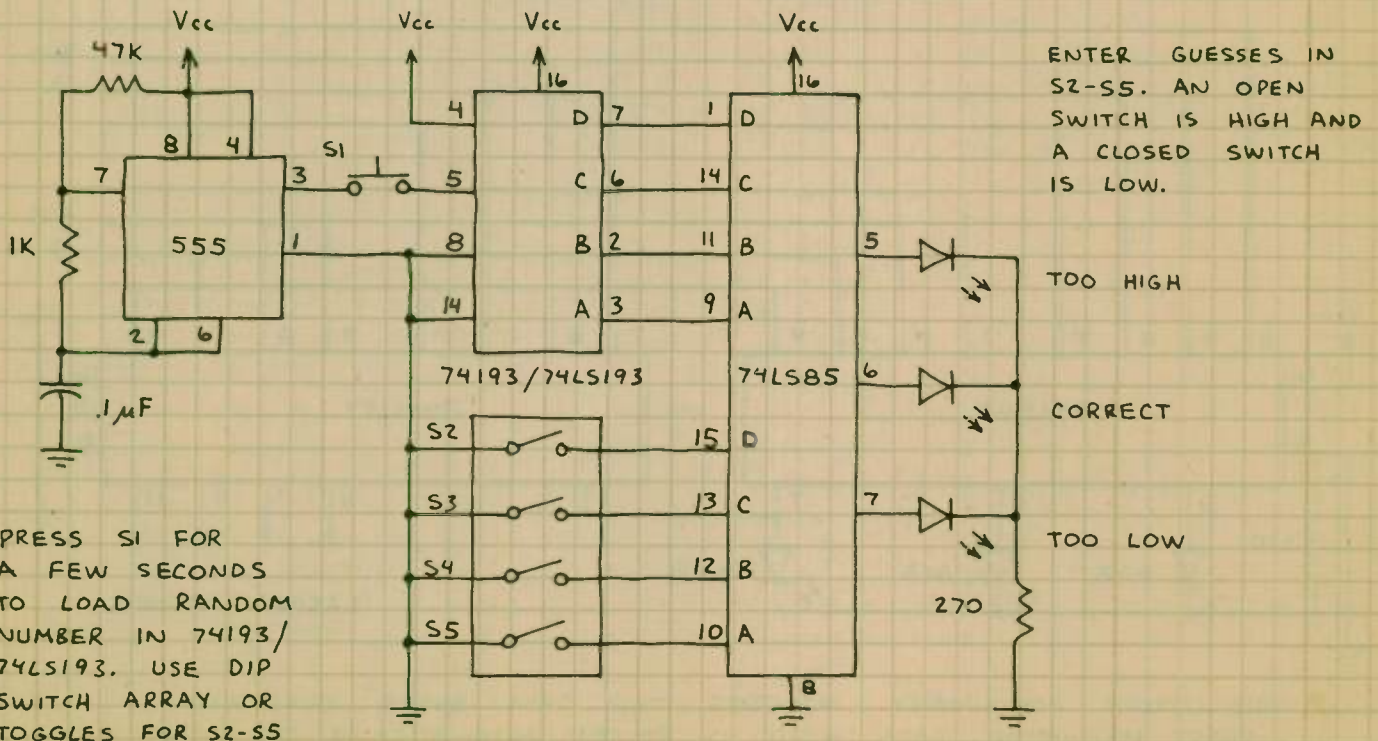 Vcc
Vcc
Vcc
Vcc
47K
16
16
8
4
7
3
S1
555
1
1K
2
6
.1µF
4
5
8
14
D
C
B
A
7
6
2
3
74193/74LS193
1
14
11
9
D
C
B
A
74LS85
S2
S3
S4
S5
15
13
12
10
D
C
B
A
8
5
6
7
TOO HIGH
CORRECT
TOO LOW
270
ENTER GUESSES IN
S2-S5. AN OPEN
SWITCH IS HIGH AND
A CLOSED SWITCH
IS LOW.
PRESS S1 FOR
A FEW SECONDS
TO LOAD RANDOM
NUMBER IN 74193/
74LS193. USE DIP
SWITCH ARRAY OR
TOGGLES FOR S2-S5